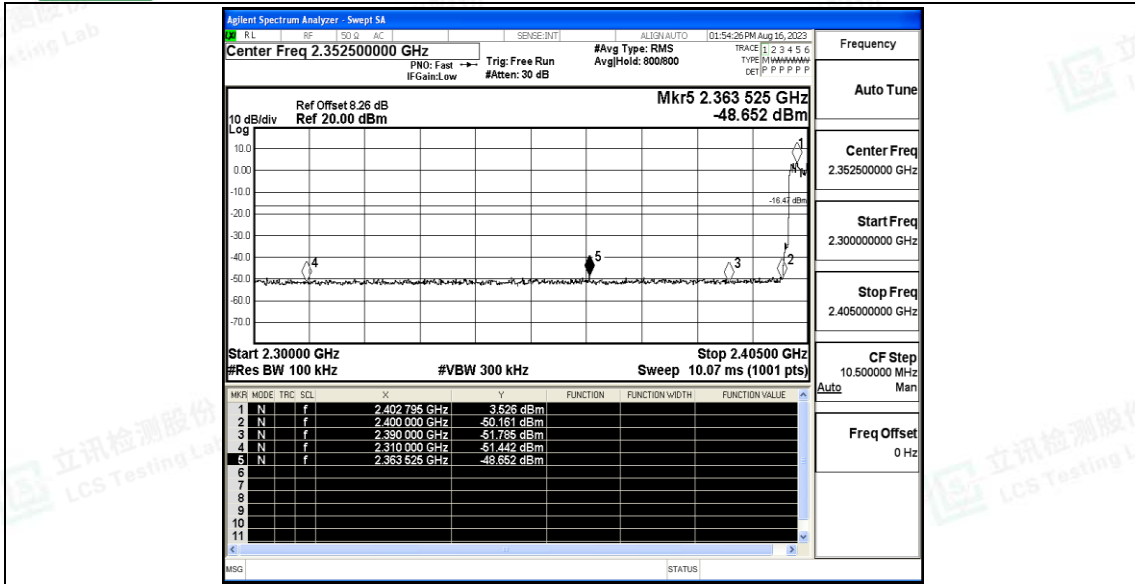 Agilent Spectrum Analyzer - Swept SA
LXI RL RF 50 Ω AC SENSE:INT ALIGNAUTO 01:54:26 PM Aug 16, 2023
Center Freq 2.352500000 GHz #Avg Type: RMS TRACE 1 2 3 4 5 6
PNO: Fast Trig: Free Run Avg|Hold: 800/800 TYPE M WWWWW
IFGain:Low #Atten: 30 dB DET P P P P P P
Frequency
Auto Tune
Mkr5 2.363 525 GHz
Ref Offset 8.26 dB
10 dB/div Ref 20.00 dBm -48.652 dBm
Log
10.0
0.00
-10.0
-20.0
-30.0
-40.0
-50.0
-60.0
-70.0
1
-16.47 dBm
4
5
3
2
Center Freq
2.352500000 GHz
Start Freq
2.300000000 GHz
Stop Freq
2.405000000 GHz
Start 2.30000 GHz Stop 2.40500 GHz
#Res BW 100 kHz #VBW 300 kHz Sweep 10.07 ms (1001 pts)
CF Step
10.500000 MHz
Auto Man
MKR MODE TRC SCL X Y FUNCTION FUNCTION WIDTH FUNCTION VALUE
1 N f 2.402 795 GHz 3.526 dBm
2 N f 2.400 000 GHz -50.161 dBm
3 N f 2.390 000 GHz -51.785 dBm
4 N f 2.310 000 GHz -51.442 dBm
5 N f 2.363 525 GHz -48.652 dBm
6
7
8
9
10
11
Freq Offset
0 Hz
MSG STATUS
立讯检测股份
LCS Testing Lab
立讯检测股份
LCS Testing L
sting Lab